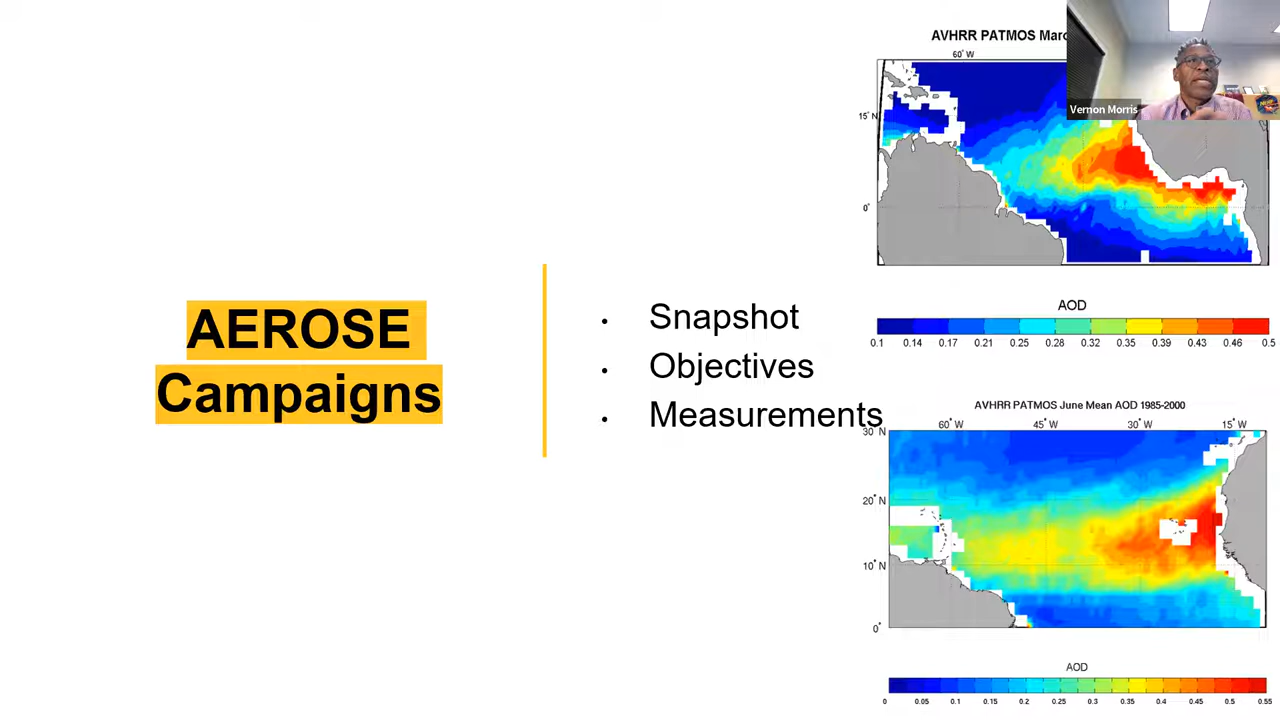 AEROSE
Campaigns
• Snapshot
• Objectives
• Measurements
AVHRR PATMOS
60° W
15° N
0°
AOD
0.1 0.14 0.17 0.21 0.25 0.28 0.32 0.35 0.39 0.43 0.46 0.5
AVHRR PATMOS June Mean AOD 1985-2000
60° W 45° W 30° W 15° W
30 N
20° N
10° N
0°
AOD
0 0.05 0.1 0.15 0.2 0.25 0.3 0.35 0.4 0.45 0.5 0.55
Vernon Morris